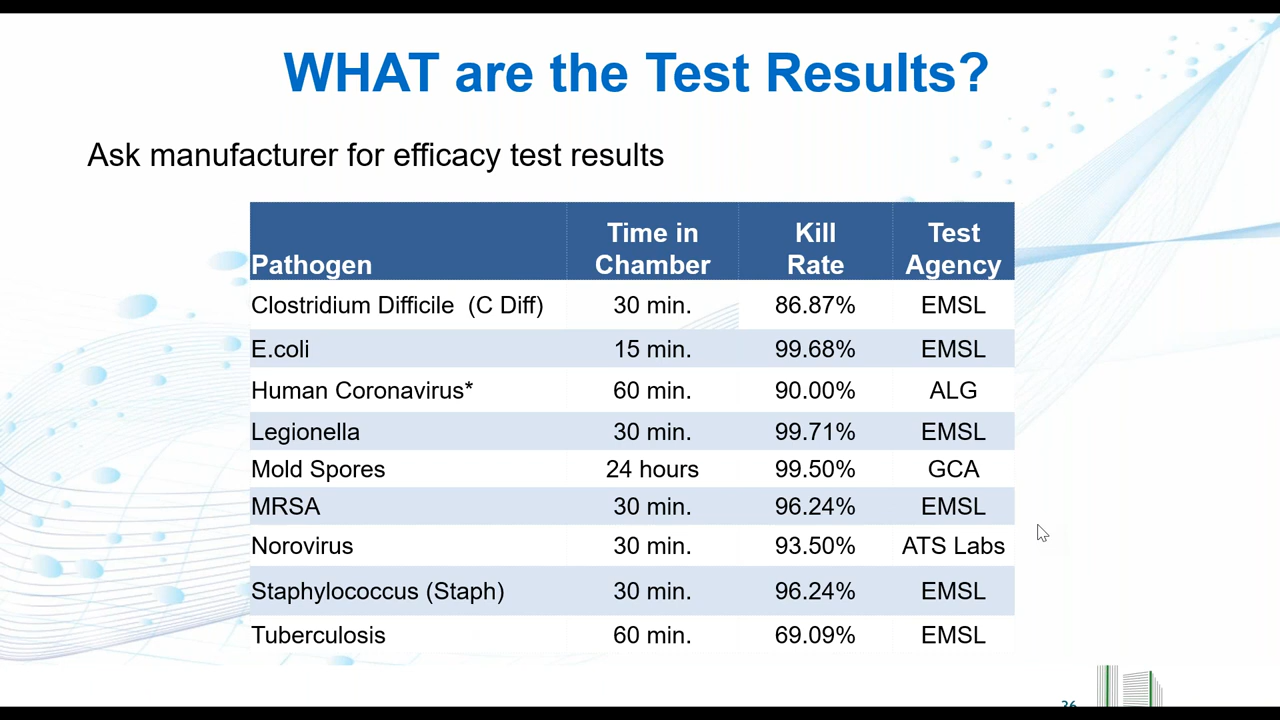 WHAT are the Test Results?
Ask manufacturer for efficacy test results
Pathogen Time in Chamber Kill Rate Test Agency
Clostridium Difficile (C Diff) 30 min. 86.87% EMSL
E.coli 15 min. 99.68% EMSL
Human Coronavirus* 60 min. 90.00% ALG
Legionella 30 min. 99.71% EMSL
Mold Spores 24 hours 99.50% GCA
MRSA 30 min. 96.24% EMSL
Norovirus 30 min. 93.50% ATS Labs
Staphylococcus (Staph) 30 min. 96.24% EMSL
Tuberculosis 60 min. 69.09% EMSL